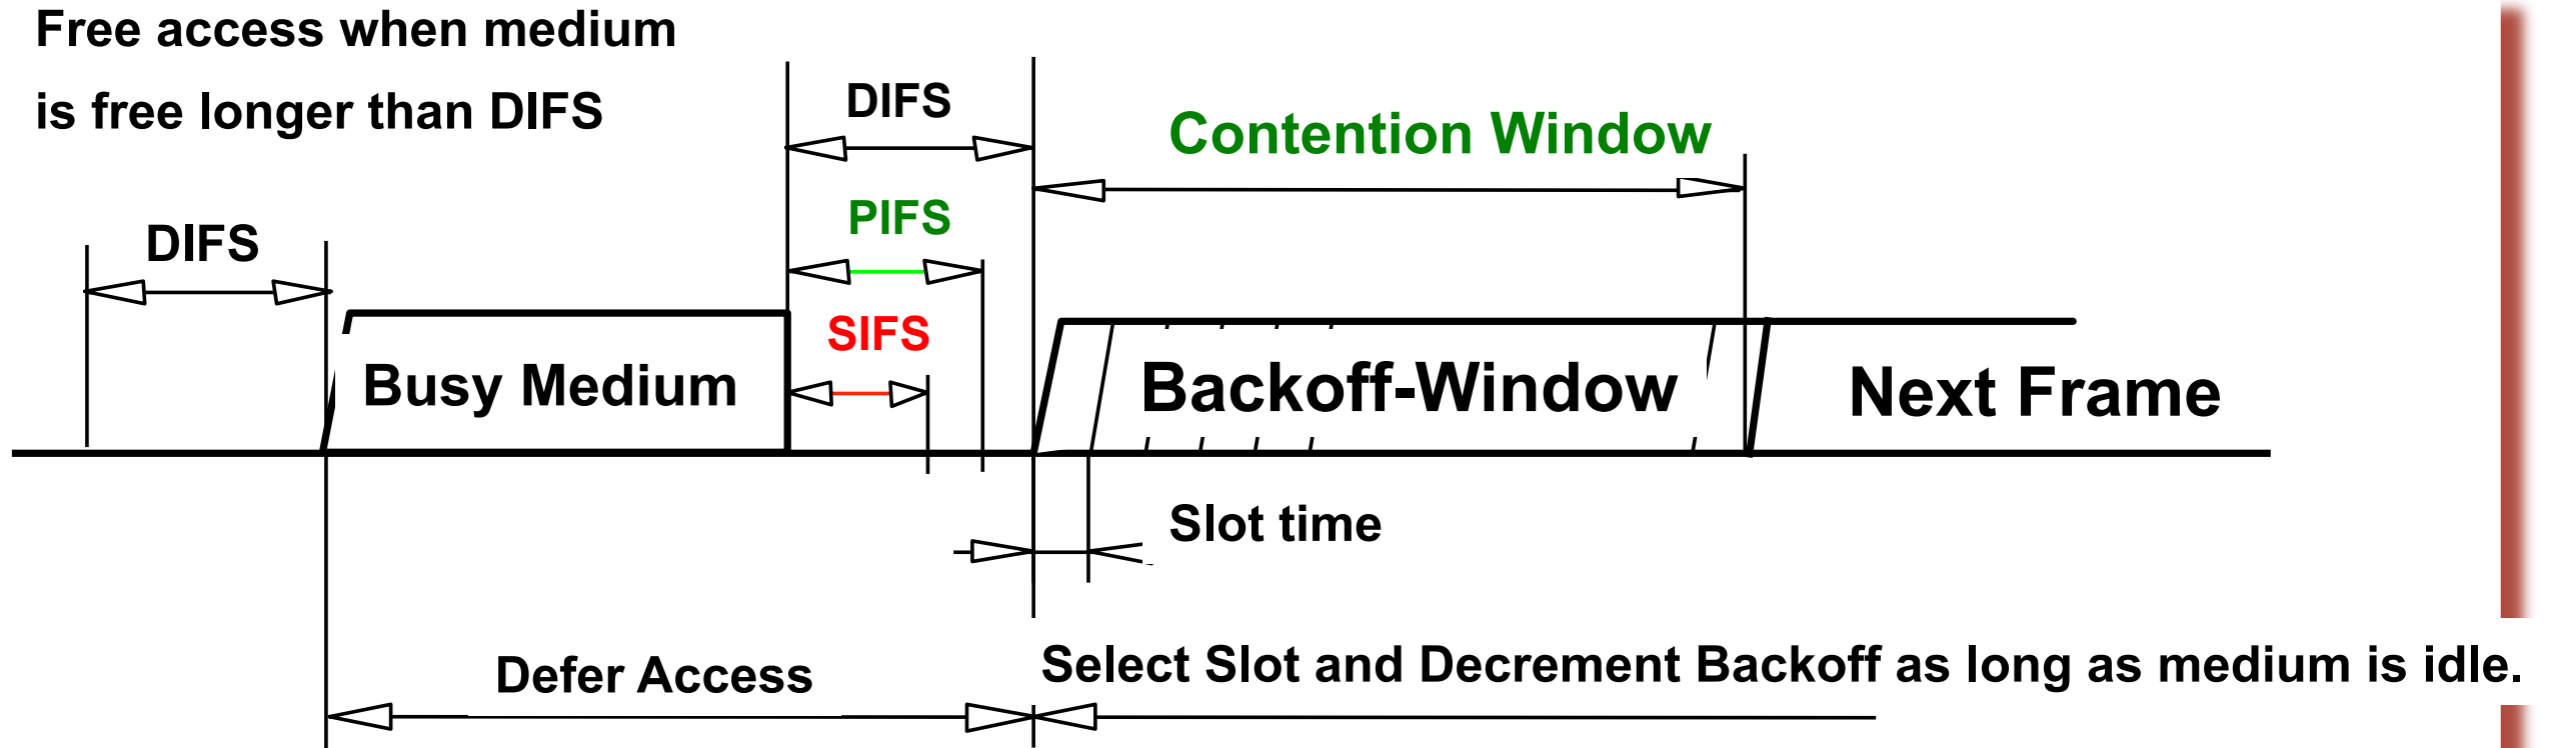 Free access when medium
is free longer than DIFS
DIFS
Contention Window
PIFS
DIFS
SIFS
Busy Medium
Backoff-Window
Next Frame
Slot time
Defer Access
Select Slot and Decrement Backoff as long as medium is idle.